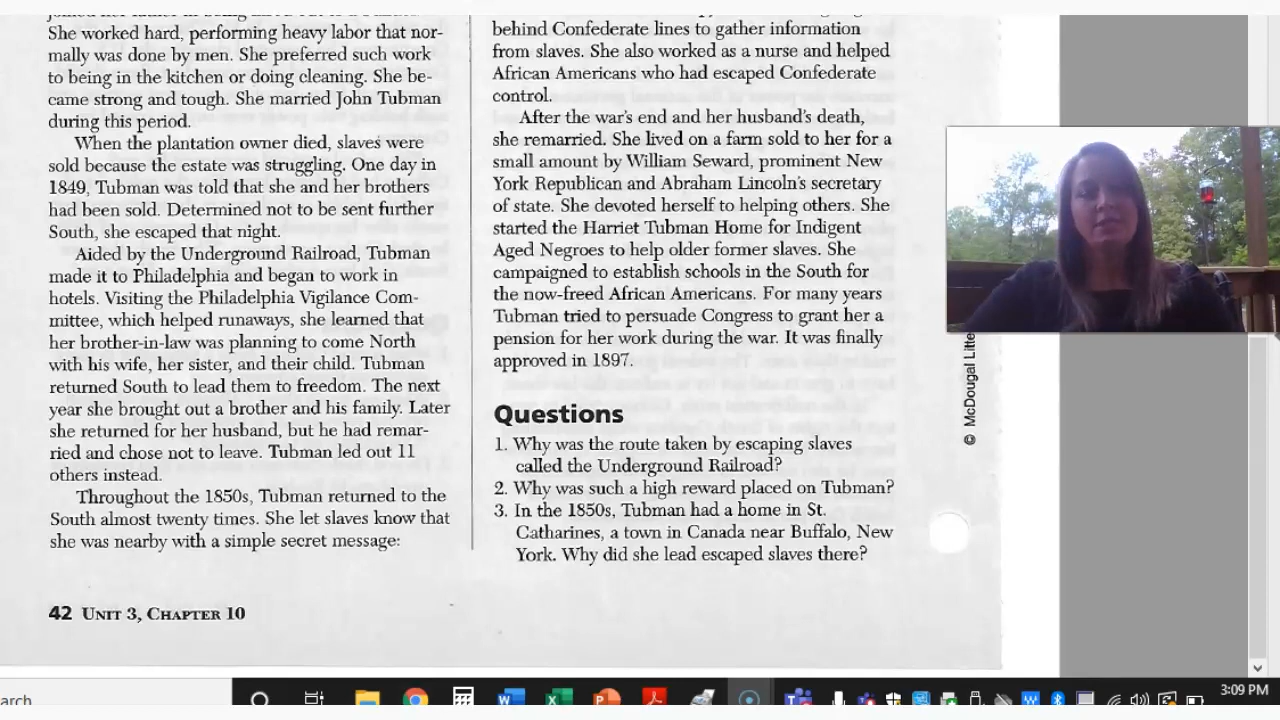 She worked hard, performing heavy labor that nor-
mally was done by men. She preferred such work
to being in the kitchen or doing cleaning. She be-
came strong and tough. She married John Tubman
during this period.
When the plantation owner died, slaves were
sold because the estate was struggling. One day in
1849, Tubman was told that she and her brothers
had been sold. Determined not to be sent further
South, she escaped that night.
Aided by the Underground Railroad, Tubman
made it to Philadelphia and began to work in
hotels. Visiting the Philadelphia Vigilance Com-
mittee, which helped runaways, she learned that
her brother-in-law was planning to come North
with his wife, her sister, and their child. Tubman
returned South to lead them to freedom. The next
year she brought out a brother and his family. Later
she returned for her husband, but he had remar-
ried and chose not to leave. Tubman led out 11
others instead.
Throughout the 1850s, Tubman returned to the
South almost twenty times. She let slaves know that
she was nearby with a simple secret message:
42 UNIT 3, CHAPTER 10
behind Confederate lines to gather information
from slaves. She also worked as a nurse and helped
African Americans who had escaped Confederate
control.
After the war's end and her husband's death,
she remarried. She lived on a farm sold to her for a
small amount by William Seward, prominent New
York Republican and Abraham Lincoln's secretary
of state. She devoted herself to helping others. She
started the Harriet Tubman Home for Indigent
Aged Negroes to help older former slaves. She
campaigned to establish schools in the South for
the now-freed African Americans. For many years
Tubman tried to persuade Congress to grant her a
pension for her work during the war. It was finally
approved in 1897.
Questions
1. Why was the route taken by escaping slaves
called the Underground Railroad?
2. Why was such a high reward placed on Tubman?
3. In the 1850s, Tubman had a home in St.
Catharines, a town in Canada near Buffalo, New
York. Why did she lead escaped slaves there?
© McDougal Litte
arch
3:09 PM